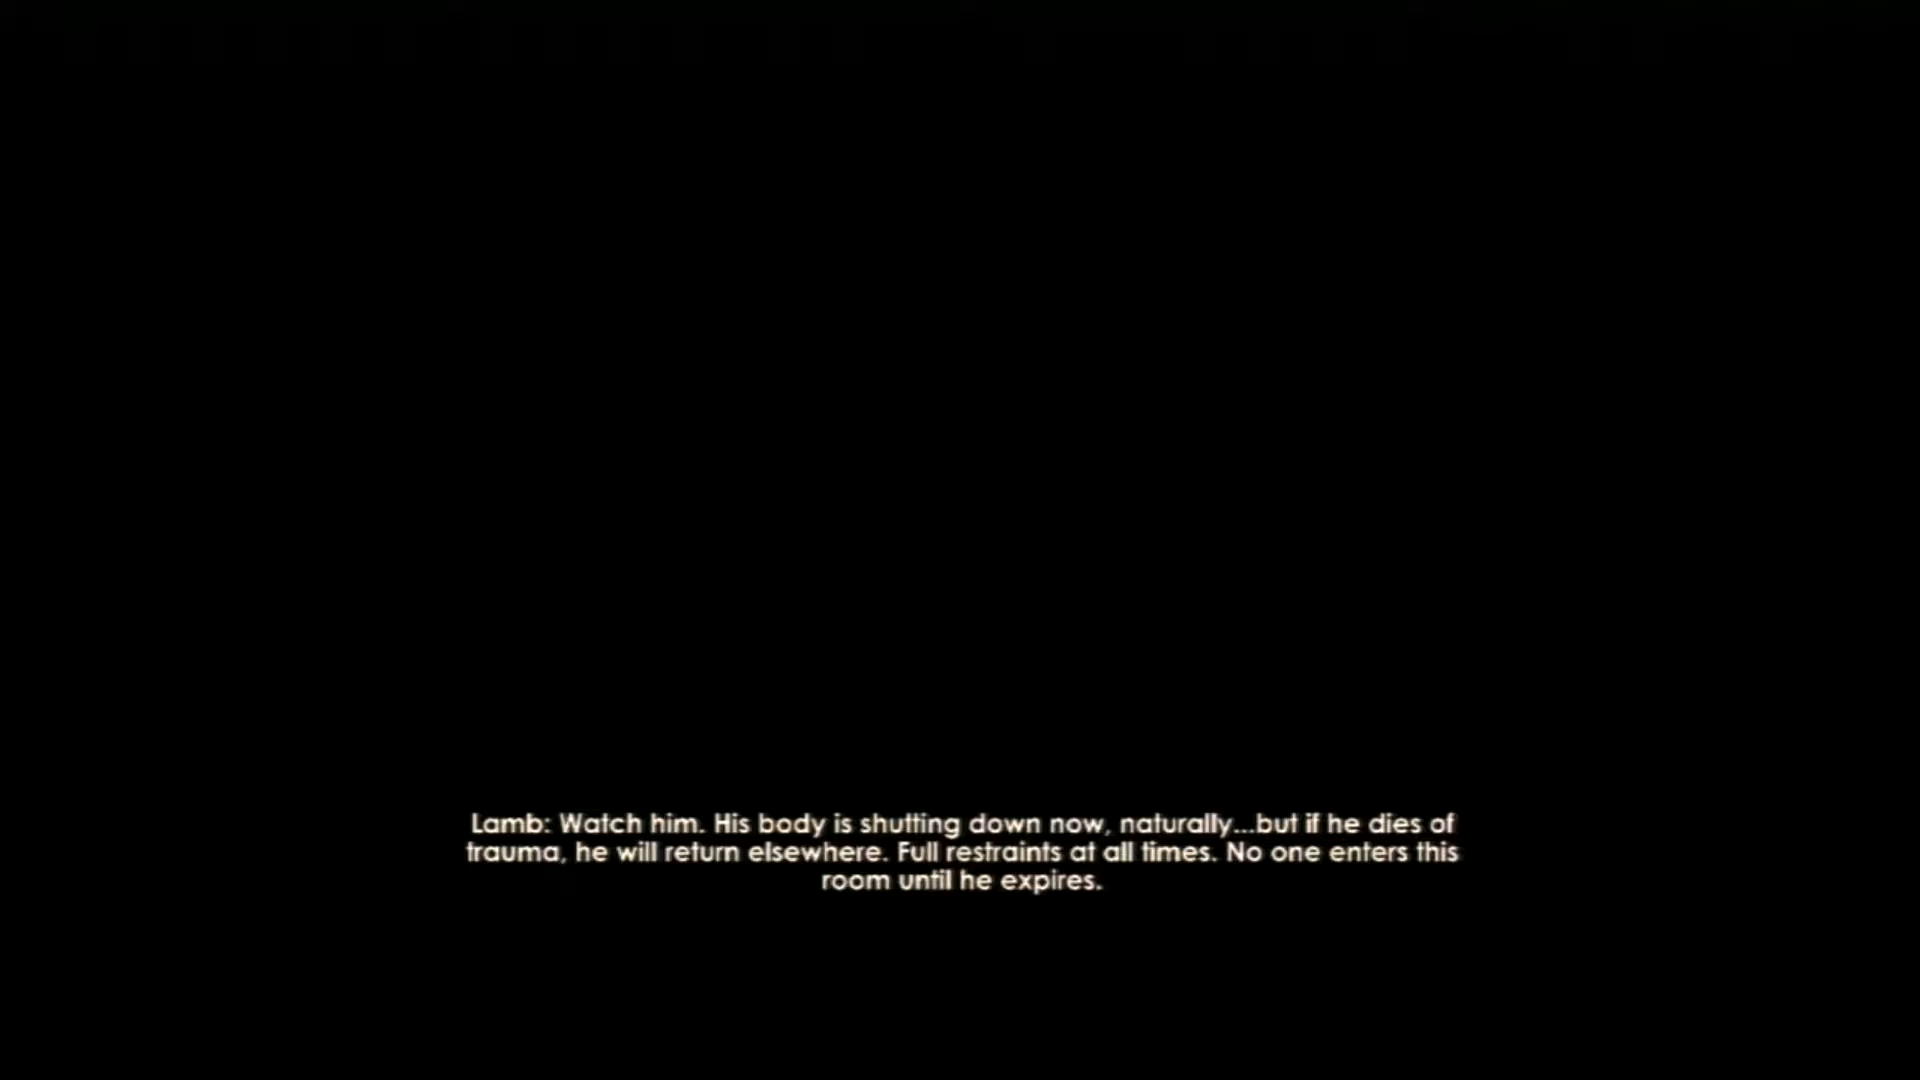 Lamb: Watch him. His body is shutting down now, naturally...but if he dies of
trauma, he will return elsewhere. Full restraints at all times. No one enters this
room until he expires.